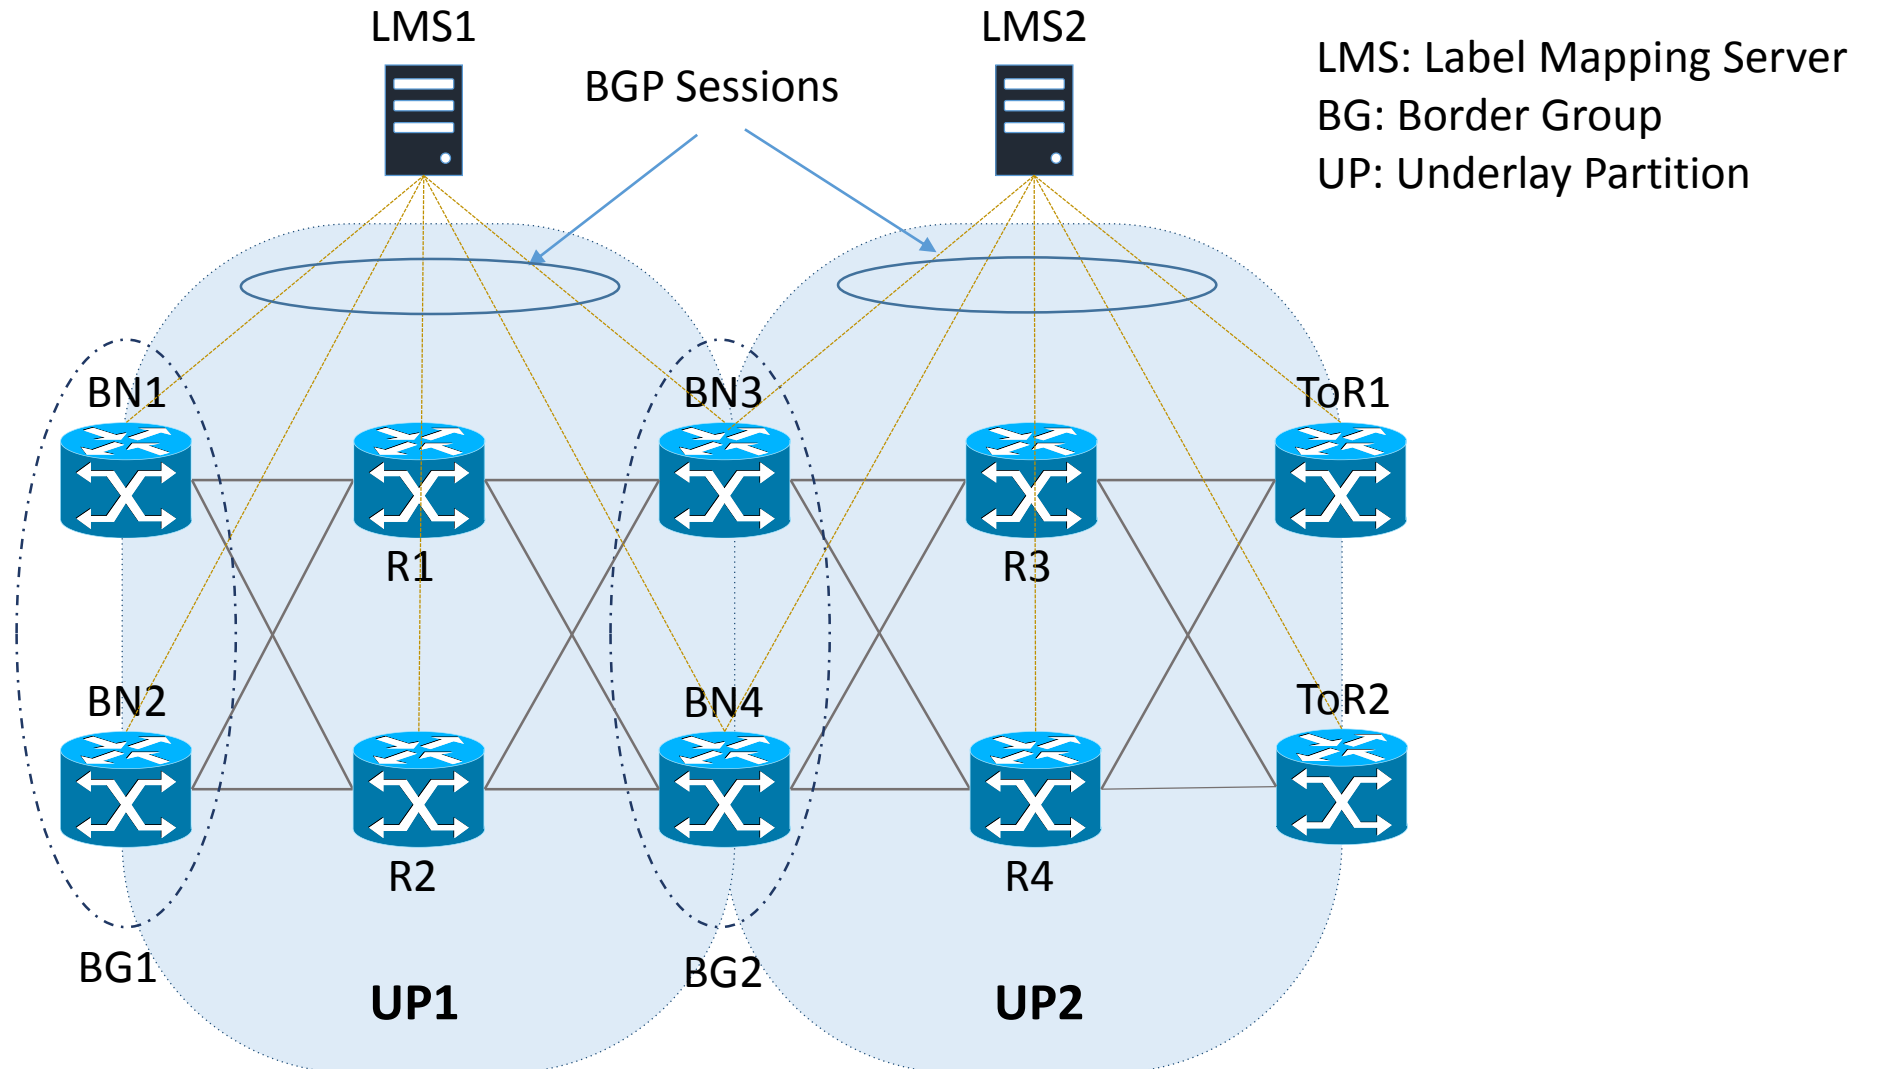 LMS1
LMS2
BGP Sessions
LMS: Label Mapping Server
BG: Border Group
UP: Underlay Partition
BN1
BN3
ToR1
R1
R3
BN2
BN4
ToR2
R2
R4
BG1
BG2
UP1
UP2